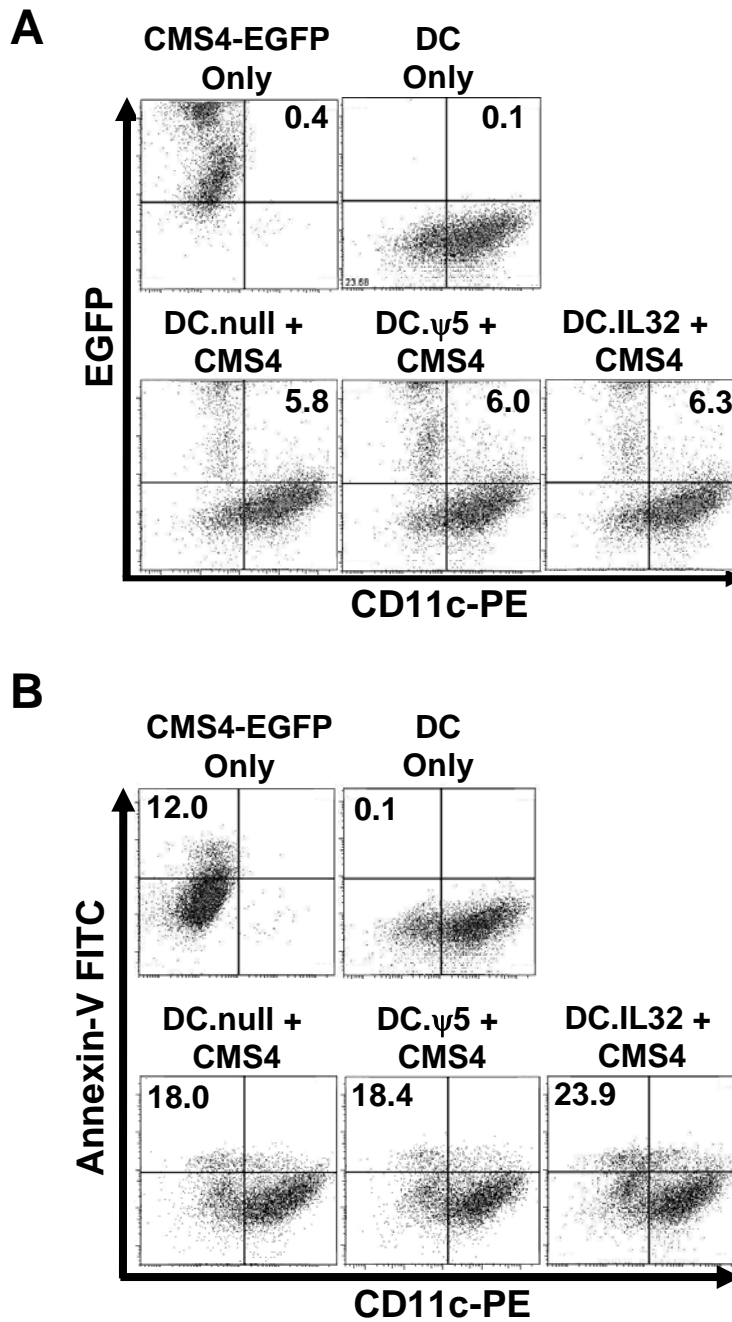 A
CMS4-EGFP
Only
DC
Only
0.4
0.1
23.68
DC.null +
CMS4
DC.ψ5 +
CMS4
DC.IL32 +
CMS4
5.8
6.0
6.3
EGFP
CD11c-PE
B
CMS4-EGFP
Only
DC
Only
12.0
0.1
DC.null +
CMS4
DC.ψ5 +
CMS4
DC.IL32 +
CMS4
18.0
18.4
23.9
Annexin-V FITC
CD11c-PE